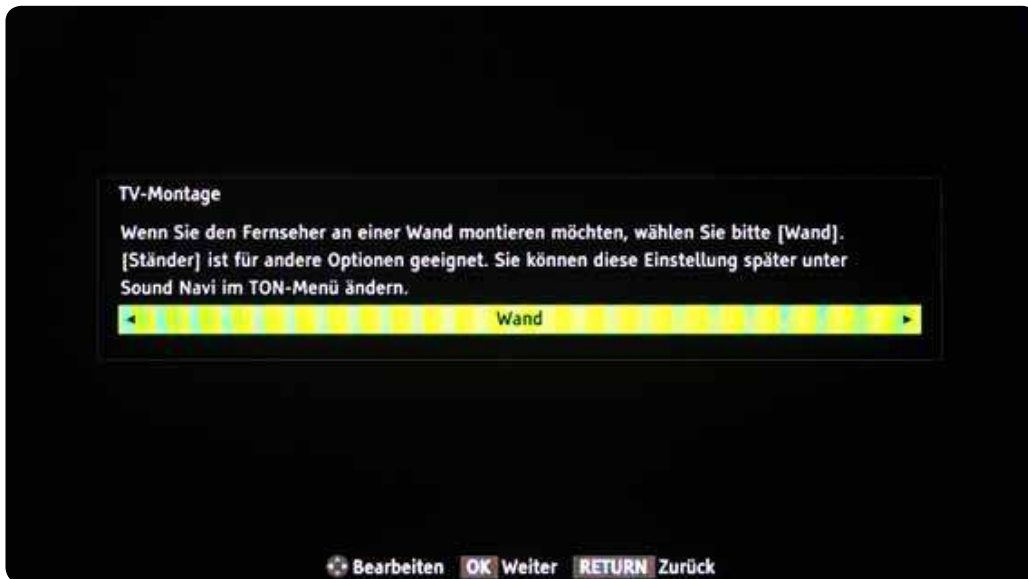 TV-Montage
Wenn Sie den Fernseher an einer Wand montieren möchten, wählen Sie bitte [Wand].
[Ständer] ist für andere Optionen geeignet. Sie können diese Einstellung später unter
Sound Navi im TON-Menü ändern.
Wand
Bearbeiten OK Weiter RETURN Zurück